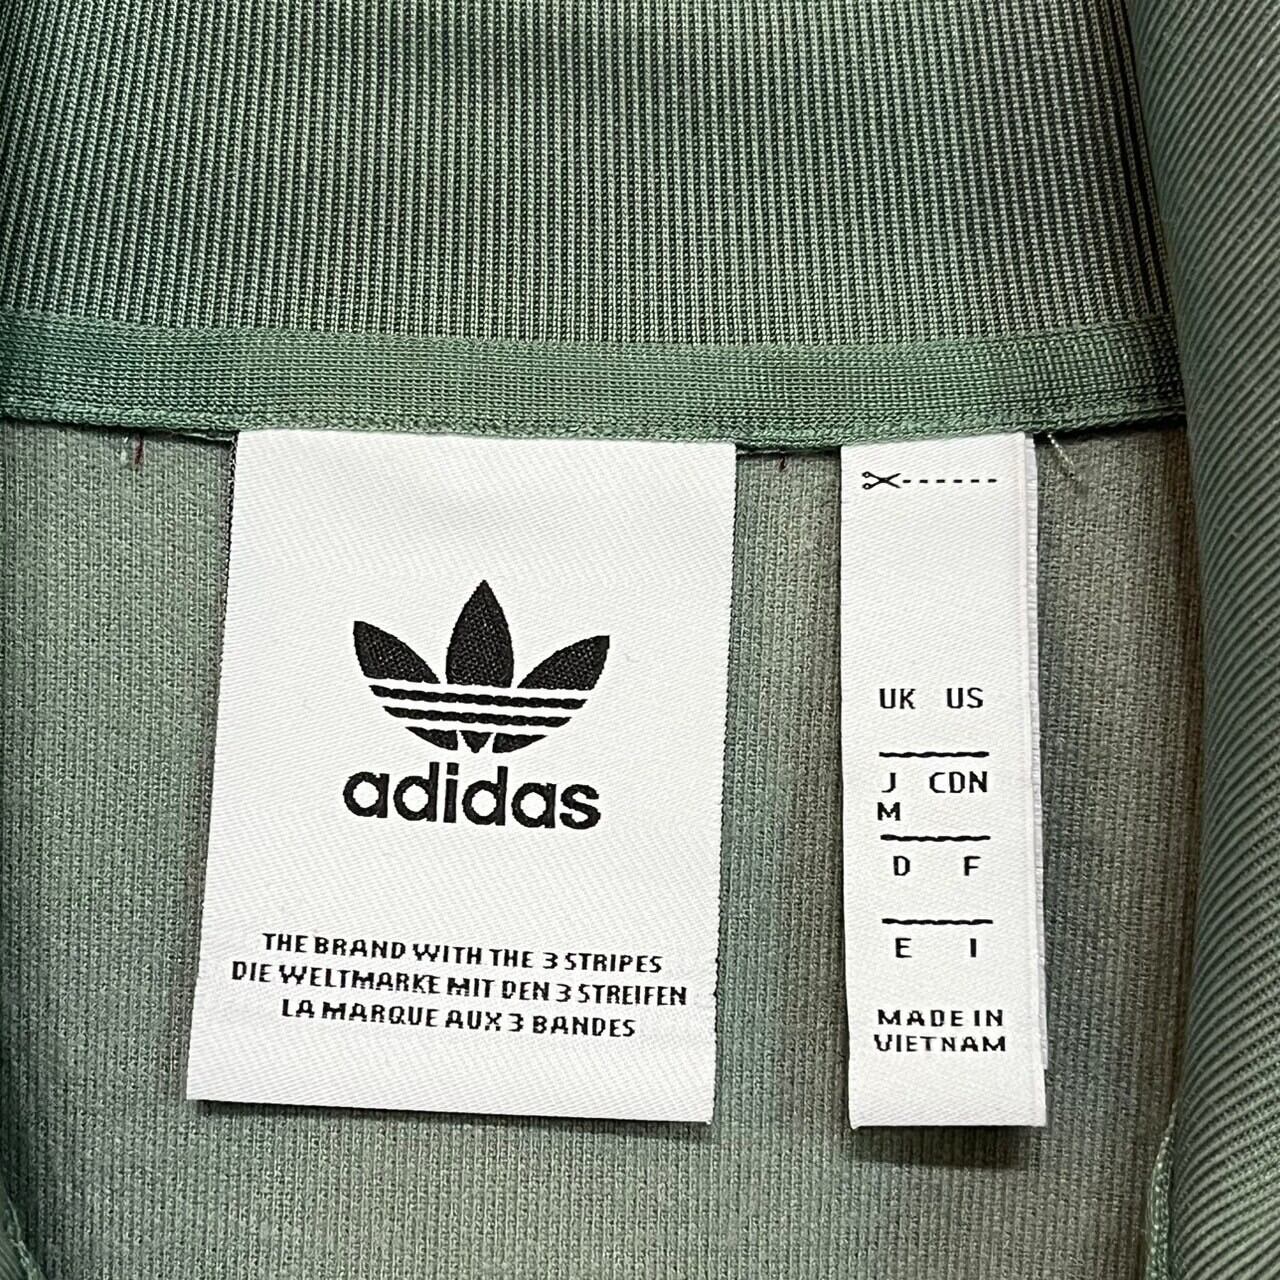 adidas
THE BRAND WITH THE 3 STRIPES
DIE WELTMARKE MIT DEN 3 STREIFEN
LA MARQUE AUX 3 BANDES
UK US
J CDN
M
D F
E I
MADE IN
VIETNAM